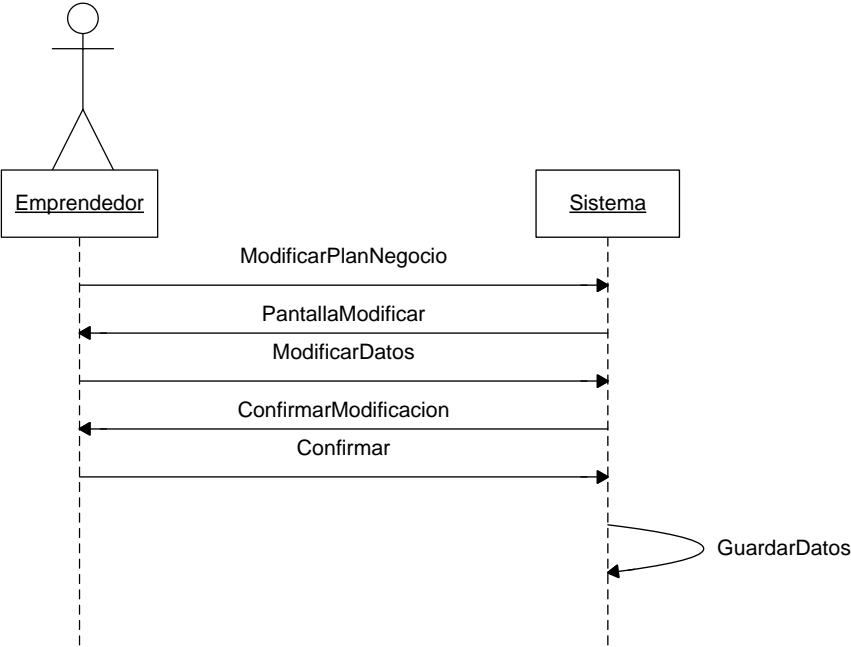 Emprendedor
Sistema
ModificarPlanNegocio
PantallaModificar
ModificarDatos
ConfirmarModificacion
Confirmar
GuardarDatos